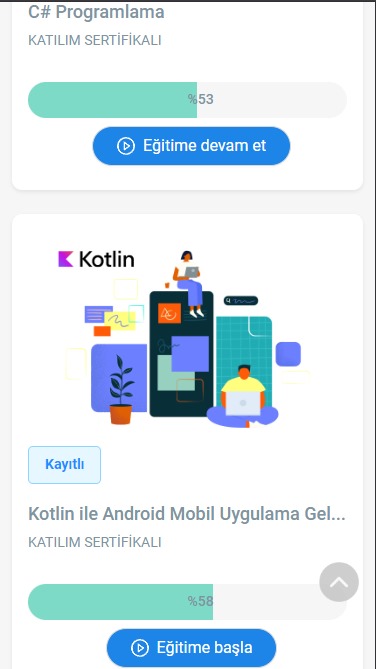 C# Programlama
KATILIM SERTİFİKALI
%53
Eğitime devam et
Kotlin
Kayıtlı
Kotlin ile Android Mobil Uygulama Gel...
KATILIM SERTİFİKALI
%58
Eğitime başla